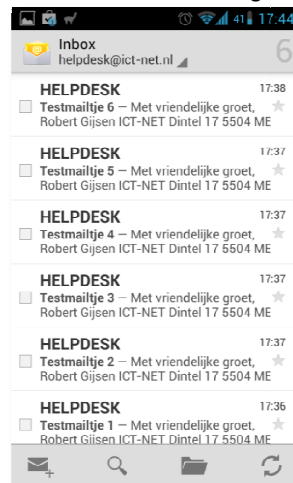 41 17:44
Inbox 6
helpdesk@ict-net.nl
HELPDESK 17:38
Testmailtje 6 – Met vriendelijke groet,
Robert Gijsen ICT-NET Dintel 17 5504 ME
HELPDESK 17:37
Testmailtje 5 – Met vriendelijke groet,
Robert Gijsen ICT-NET Dintel 17 5504 ME
HELPDESK 17:37
Testmailtje 4 – Met vriendelijke groet,
Robert Gijsen ICT-NET Dintel 17 5504 ME
HELPDESK 17:37
Testmailtje 3 – Met vriendelijke groet,
Robert Gijsen ICT-NET Dintel 17 5504 ME
HELPDESK 17:37
Testmailtje 2 – Met vriendelijke groet,
Robert Gijsen ICT-NET Dintel 17 5504 ME
HELPDESK 17:36
Testmailtje 1 – Met vriendelijke groet,
Robert Gijsen ICT-NET Dintel 17 5504 ME